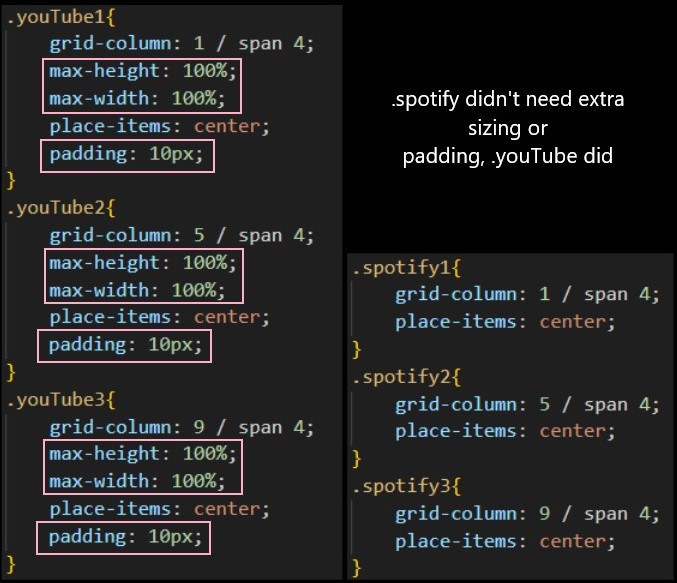 .youTube1{
grid-column: 1 / span 4;
max-height: 100%;
max-width: 100%;
place-items: center;
padding: 10px;
}
.youTube2{
grid-column: 5 / span 4;
max-height: 100%;
max-width: 100%;
place-items: center;
padding: 10px;
}
.youTube3{
grid-column: 9 / span 4;
max-height: 100%;
max-width: 100%;
place-items: center;
padding: 10px;
}
.spotify didn't need extra
sizing or
padding, .youTube did
.spotify1{
grid-column: 1 / span 4;
place-items: center;
}
.spotify2{
grid-column: 5 / span 4;
place-items: center;
}
.spotify3{
grid-column: 9 / span 4;
place-items: center;
}